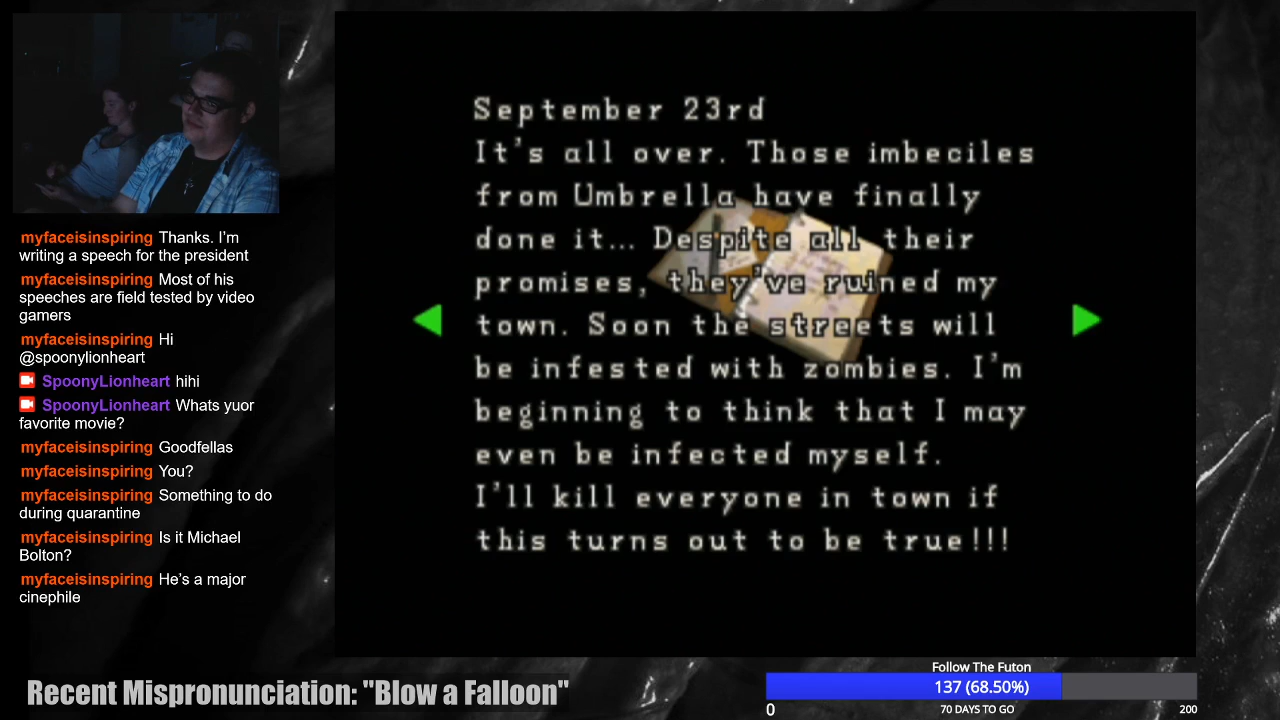 myfaceisinspiring Thanks. I'm
writing a speech for the president
myfaceisinspiring Most of his
speeches are field tested by video
gamers
myfaceisinspiring Hi
@spoonylionheart
SpoonyLionheart hihi
SpoonyLionheart Whats yuor
favorite movie?
myfaceisinspiring Goodfellas
myfaceisinspiring You?
myfaceisinspiring Something to do
during quarantine
myfaceisinspiring Is it Michael
Bolton?
myfaceisinspiring He's a major
cinephile
September 23rd
It's all over. Those imbeciles
from Umbrella have finally
done it... Despite all their
promises, they've ruined my
town. Soon the streets will
be infested with zombies. I'm
beginning to think that I may
even be infected myself.
I'll kill everyone in town if
this turns out to be true!!!
Recent Mispronunciation: "Blow a Falloon"
Follow The Futon
137 (68.50%)
0 70 DAYS TO GO 200